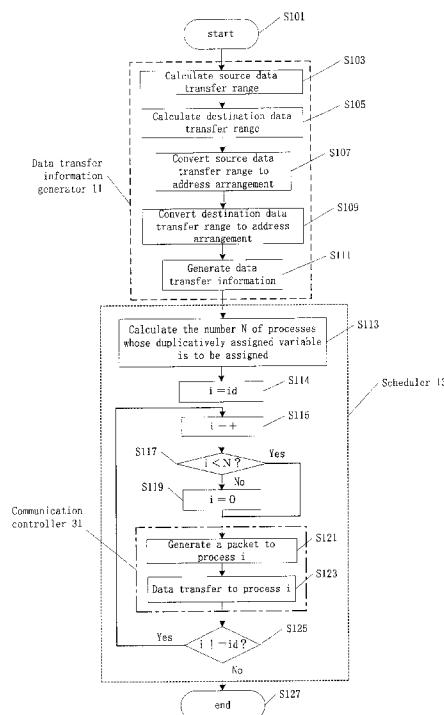 S101
start
S103
Calculate source data
transfer range
S105
Calculate destination data
transfer range
S107
Convert source data
transfer range to
address arrangement
Data transfer
information
generator 11
S109
Convert destination data
transfer range to address
arrangement
S111
Generate data
transfer information
S113
Calculate the number N of processes
whose duplicatively assigned variable
is to be assigned
S114
i=id
Scheduler 13
S115
i-+
S117
i<N?
Yes
No
S119
i=0
Communication
controller 31
S121
Generate a packet to
process i
S123
Data transfer to process i
S125
Yes
i!-id?
No
S127
end